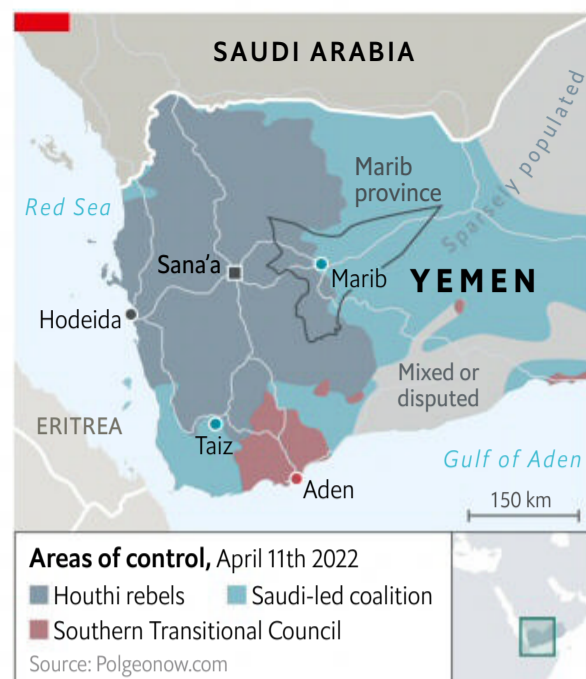 SAUDI ARABIA
Sparsely populated
Marib
province
Red Sea
Sana’a
Marib
YEMEN
Hodeida
Mixed or
disputed
ERITREA
Taiz
Gulf of Aden
Aden
150 km
Areas of control, April 11th 2022
Houthi rebels
Saudi-led coalition
Southern Transitional Council
Source: Polgeonow.com